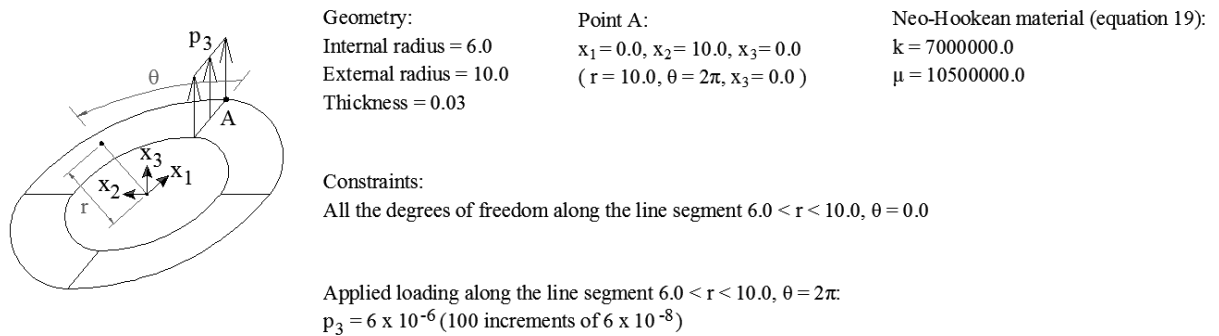 p3
θ
A
x3
x1
x2
r
Geometry:
Internal radius = 6.0
External radius = 10.0
Thickness = 0.03
Point A:
x1 = 0.0, x2 = 10.0, x3 = 0.0
( r = 10.0, θ = 2π, x3 = 0.0 )
Neo-Hookean material (equation 19):
k = 7000000.0
μ = 10500000.0
Constraints:
All the degrees of freedom along the line segment 6.0 < r < 10.0, θ = 0.0
Applied loading along the line segment 6.0 < r < 10.0, θ = 2π:
p3 = 6 x 10^-6 (100 increments of 6 x 10^-8)